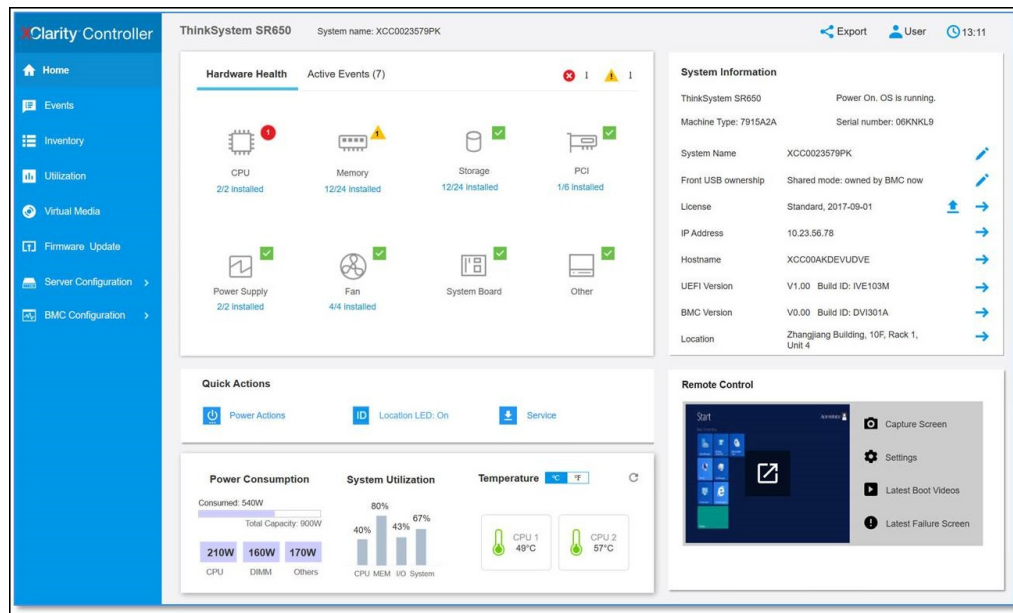 XClarity Controller
Home
Events
Inventory
Utilization
Virtual Media
Firmware Update
Server Configuration
BMC Configuration
ThinkSystem SR650 System name: XCC0023579PK
Export User 13:11
Hardware Health Active Events (7) 1 1
CPU
2/2 installed
Memory
12/24 installed
Storage
12/24 installed
PCI
1/6 installed
Power Supply
2/2 installed
Fan
4/4 installed
System Board
Other
Quick Actions
Power Actions
ID Location LED: On
Service
Power Consumption
Consumed: 540W
Total Capacity: 900W
210W 160W 170W
CPU DIMM Others
System Utilization
80%
67%
40% 43%
CPU MEM I/O System
Temperature °C °F
CPU 1
49°C
CPU 2
57°C
System Information
ThinkSystem SR650 Power On. OS is running.
Machine Type: 7915A2A Serial number: 06KNKL9
System Name XCC0023579PK
Front USB ownership Shared mode: owned by BMC now
License Standard, 2017-09-01
IP Address 10.23.56.78
Hostname XCC00AKDEVUDVE
UEFI Version V1.00 Build ID: IVE103M
BMC Version V0.00 Build ID: DVI301A
Location Zhangjiang Building, 10F, Rack 1,
Unit 4
Remote Control
Start
Capture Screen
Settings
Latest Boot Videos
Latest Failure Screen